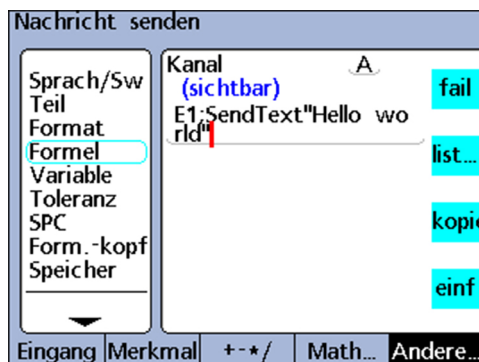 Nachricht senden
Sprach/Sw
Teil
Format
Formel
Variable
Toleranz
SPC
Form.-kopf
Speicher
Kanal A
(sichtbar)
E1:SendText"Hello wo
rld"
fail
list...
kopie
einf
Eingang Merkmal +-*/ Math... Andere...